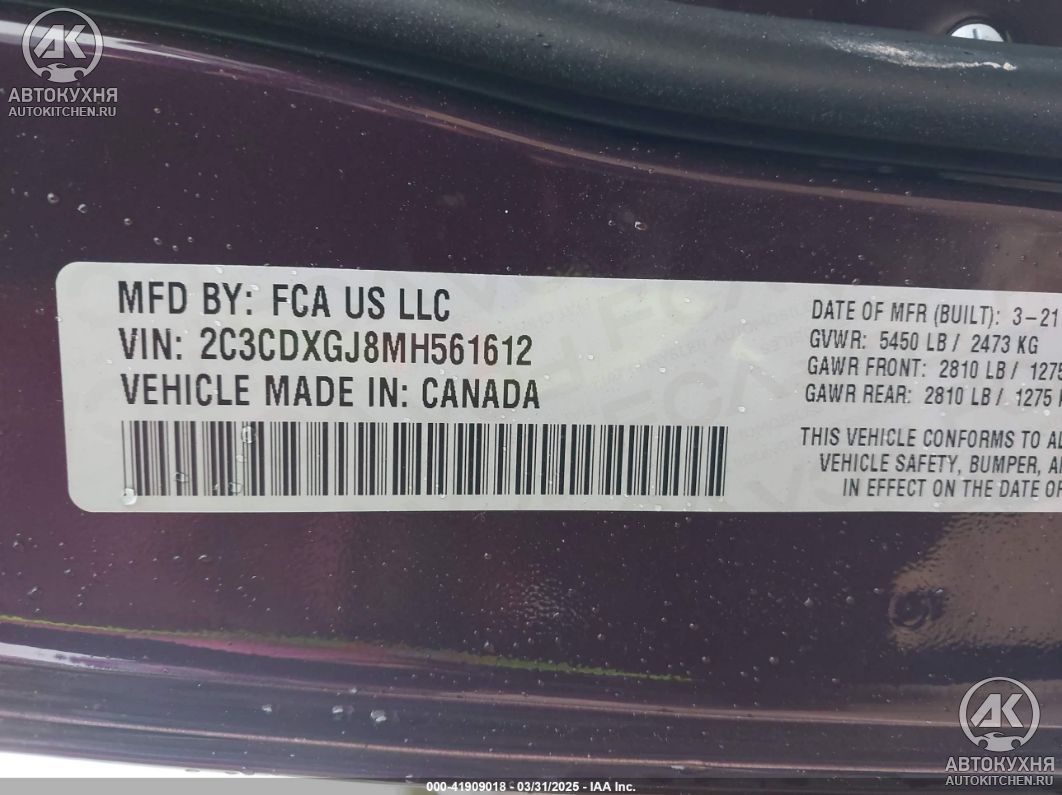 AK
АВТОКУХНЯ
AUTOKITCHEN.RU
MFD BY: FCA US LLC
VIN: 2C3CDXGJ8MH561612
VEHICLE MADE IN: CANADA
DATE OF MFR (BUILT): 3-21
GVWR: 5450 LB / 2473 KG
GAWR FRONT: 2810 LB / 1275
GAWR REAR: 2810 LB / 1275
THIS VEHICLE CONFORMS TO
VEHICLE SAFETY, BUMPER,
IN EFFECT ON THE DATE OF
AK
АВТОКУХНЯ
AUTOKITCHEN.RU
000-41909018 - 03/31/2025 - IAA Inc.